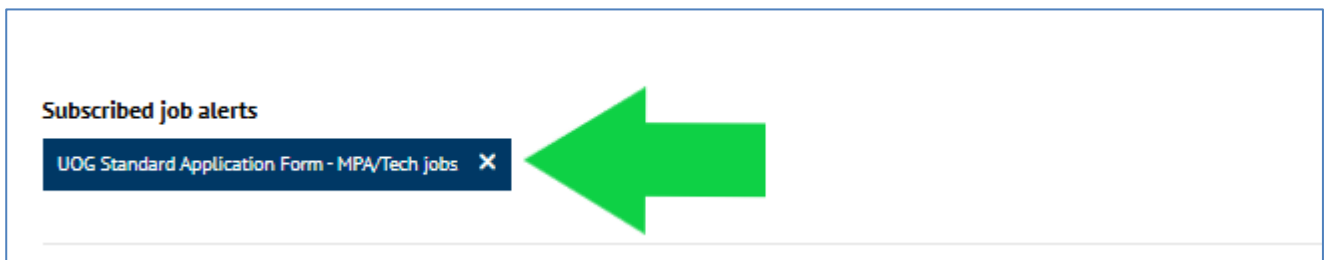 Subscribed job alerts
UOG Standard Application Form - MPA/Tech jobs ✕